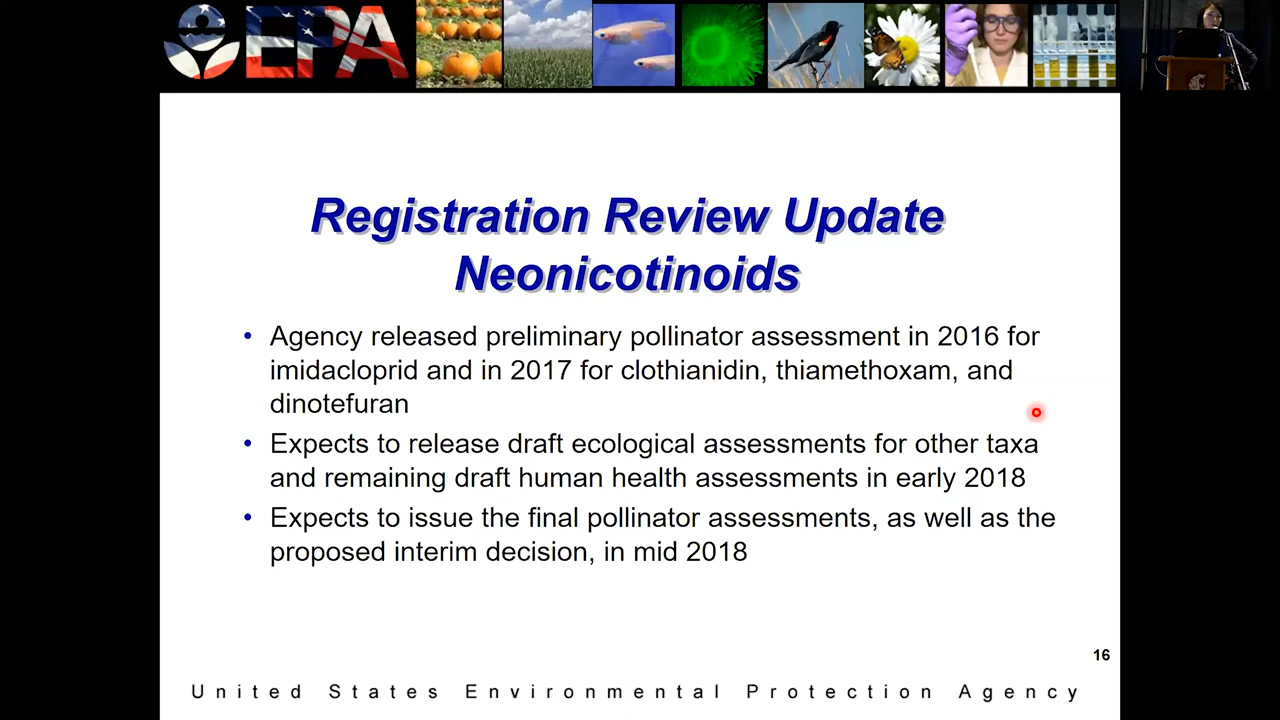 EPA
Registration Review Update
Neonicotinoids
• Agency released preliminary pollinator assessment in 2016 for
imidacloprid and in 2017 for clothianidin, thiamethoxam, and
dinotefuran
• Expects to release draft ecological assessments for other taxa
and remaining draft human health assessments in early 2018
• Expects to issue the final pollinator assessments, as well as the
proposed interim decision, in mid 2018
16
United States Environmental Protection Agency